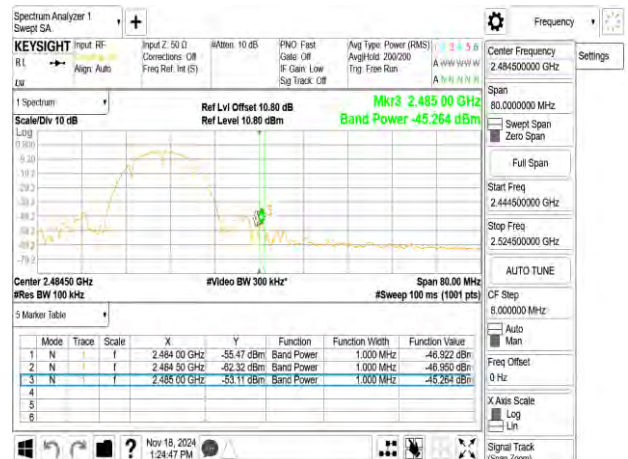 Spectrum Analyzer 1
Swept SA
Frequency
KEYSIGHT
Input: RF
Input Z: 50 Ω
#Atten: 10 dB
PNO: Fast
Avg Type: Power (RMS)
RL
Align: Auto
Corrections: Off
Freq Ref: Int (S)
Gate: Off
IF Gain: Low
Sig Track: Off
Avg|Hold: 200/200
Trig: Free Run
Center Frequency
2.484500000 GHz
Settings
Span
80.0000000 MHz
Swept Span
Zero Span
Full Span
Start Freq
2.444500000 GHz
Stop Freq
2.524500000 GHz
AUTO TUNE
CF Step
8.000000 MHz
Auto
Man
Freq Offset
0 Hz
X Axis Scale
Log
Lin
Signal Track
(Span Zoom)
1 Spectrum
Scale/Div 10 dB
Ref Lvl Offset 10.80 dB
Ref Level 10.80 dBm
Mkr3 2.485 00 GHz
Band Power -45.264 dBm
Log
Center 2.48450 GHz
#Video BW 300 kHz*
Span 80.00 MHz
#Res BW 100 kHz
#Sweep 100 ms (1001 pts)
5 Marker Table
Mode Trace Scale X Y Function Function Width Function Value
1 N 1 f 2.484 00 GHz -55.47 dBm Band Power 1.000 MHz -46.922 dBm
2 N 1 f 2.484 50 GHz -62.32 dBm Band Power 1.000 MHz -46.950 dBm
3 N 1 f 2.485 00 GHz -53.11 dBm Band Power 1.000 MHz -45.264 dBm
4
5
6
Nov 18, 2024
1:24:47 PM